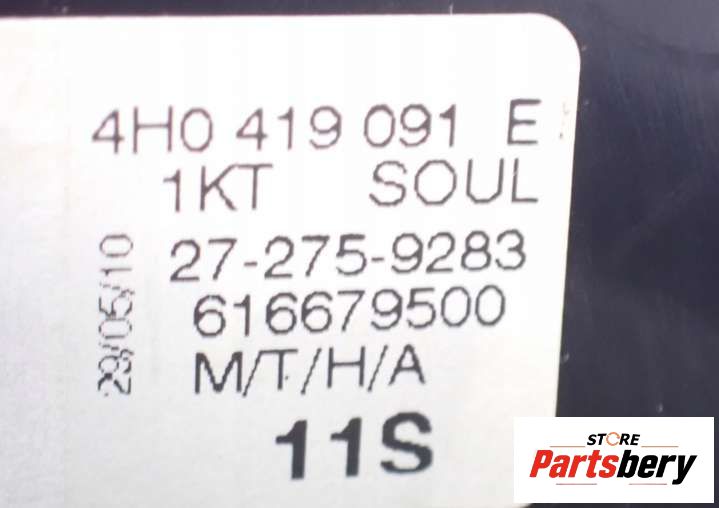 4H0 419 091 E
1KT SOUL
27-275-9283
616679500
M/T/H/A
11S
29/05/10
STORE
Partsbery